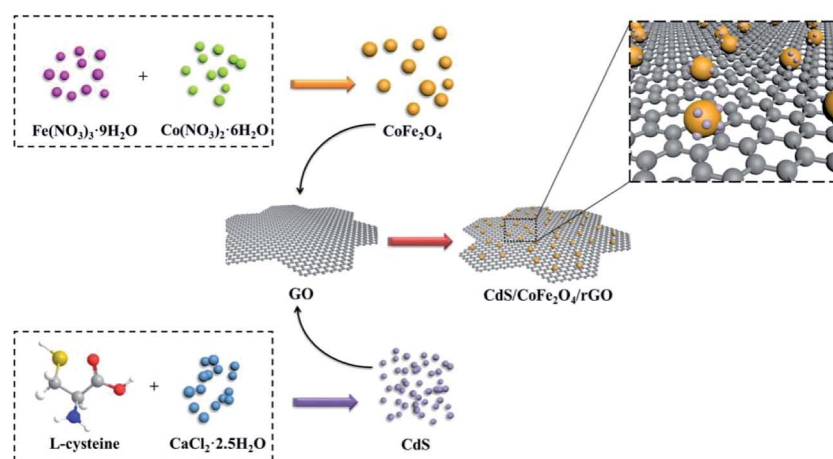 +
Fe(NO₃)₃·9H₂O
Co(NO₃)₂·6H₂O
CoFe₂O₄
GO
CdS/CoFe₂O₄/rGO
+
L-cysteine
CaCl₂·2.5H₂O
CdS